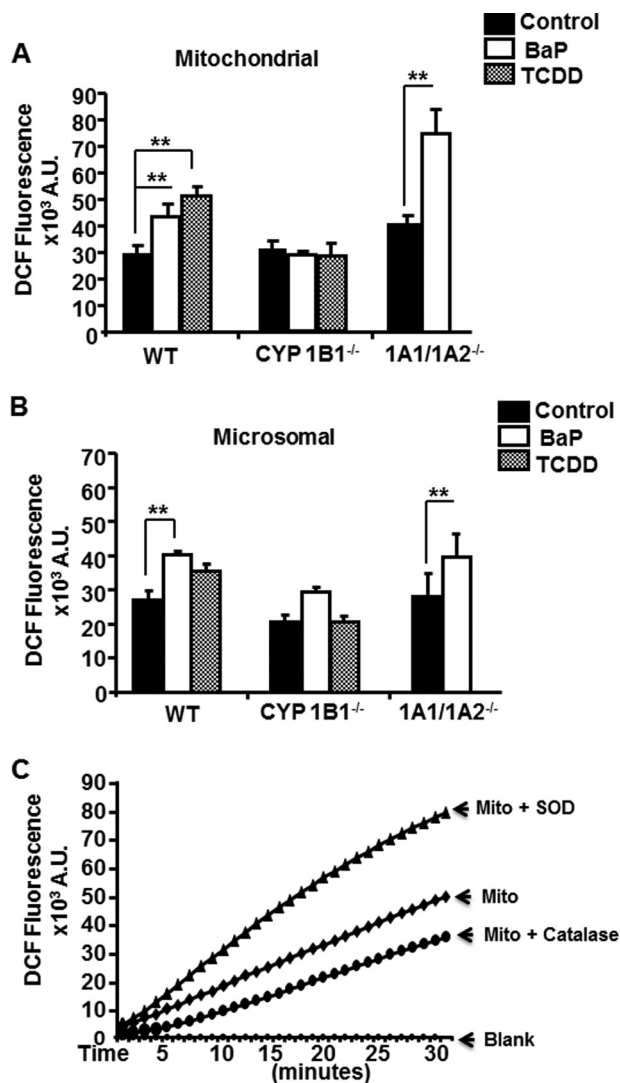 A
Mitochondrial
Control
BaP
TCDD
DCF Fluorescence
x10³ A.U.
90
80
70
60
50
40
30
20
10
0
**
**
**
WT
CYP 1B1-/-
1A1/1A2-/-
B
Microsomal
Control
BaP
TCDD
DCF Fluorescence
x10³ A.U.
70
60
50
40
30
20
10
0
**
**
WT
CYP 1B1-/-
1A1/1A2-/-
C
DCF Fluorescence
x10³ A.U.
90
80
70
60
50
40
30
20
10
0
Mito + SOD
Mito
Mito + Catalase
Blank
Time 5 10 15 20 25 30
(minutes)